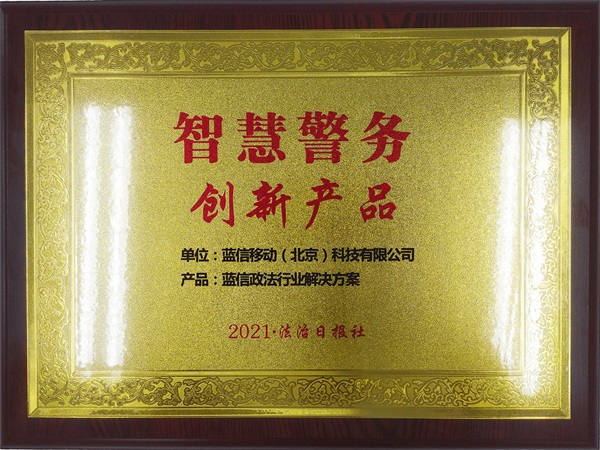 智慧警务
创新产品
单位：蓝信移动（北京）科技有限公司
产品：蓝信政法行业解决方案
2021·法治日报社